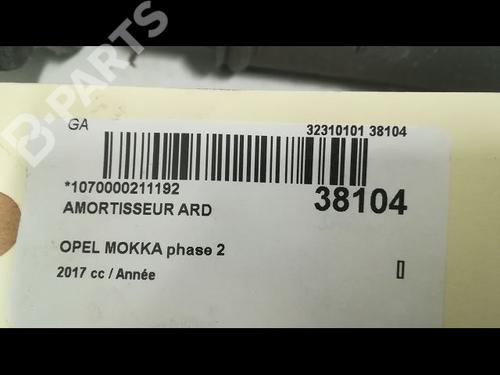 B-PARTS
GA
32310101 38104
*1070000211192
38104
AMORTISSEUR ARD
OPEL MOKKA phase 2
2017 cc / Année